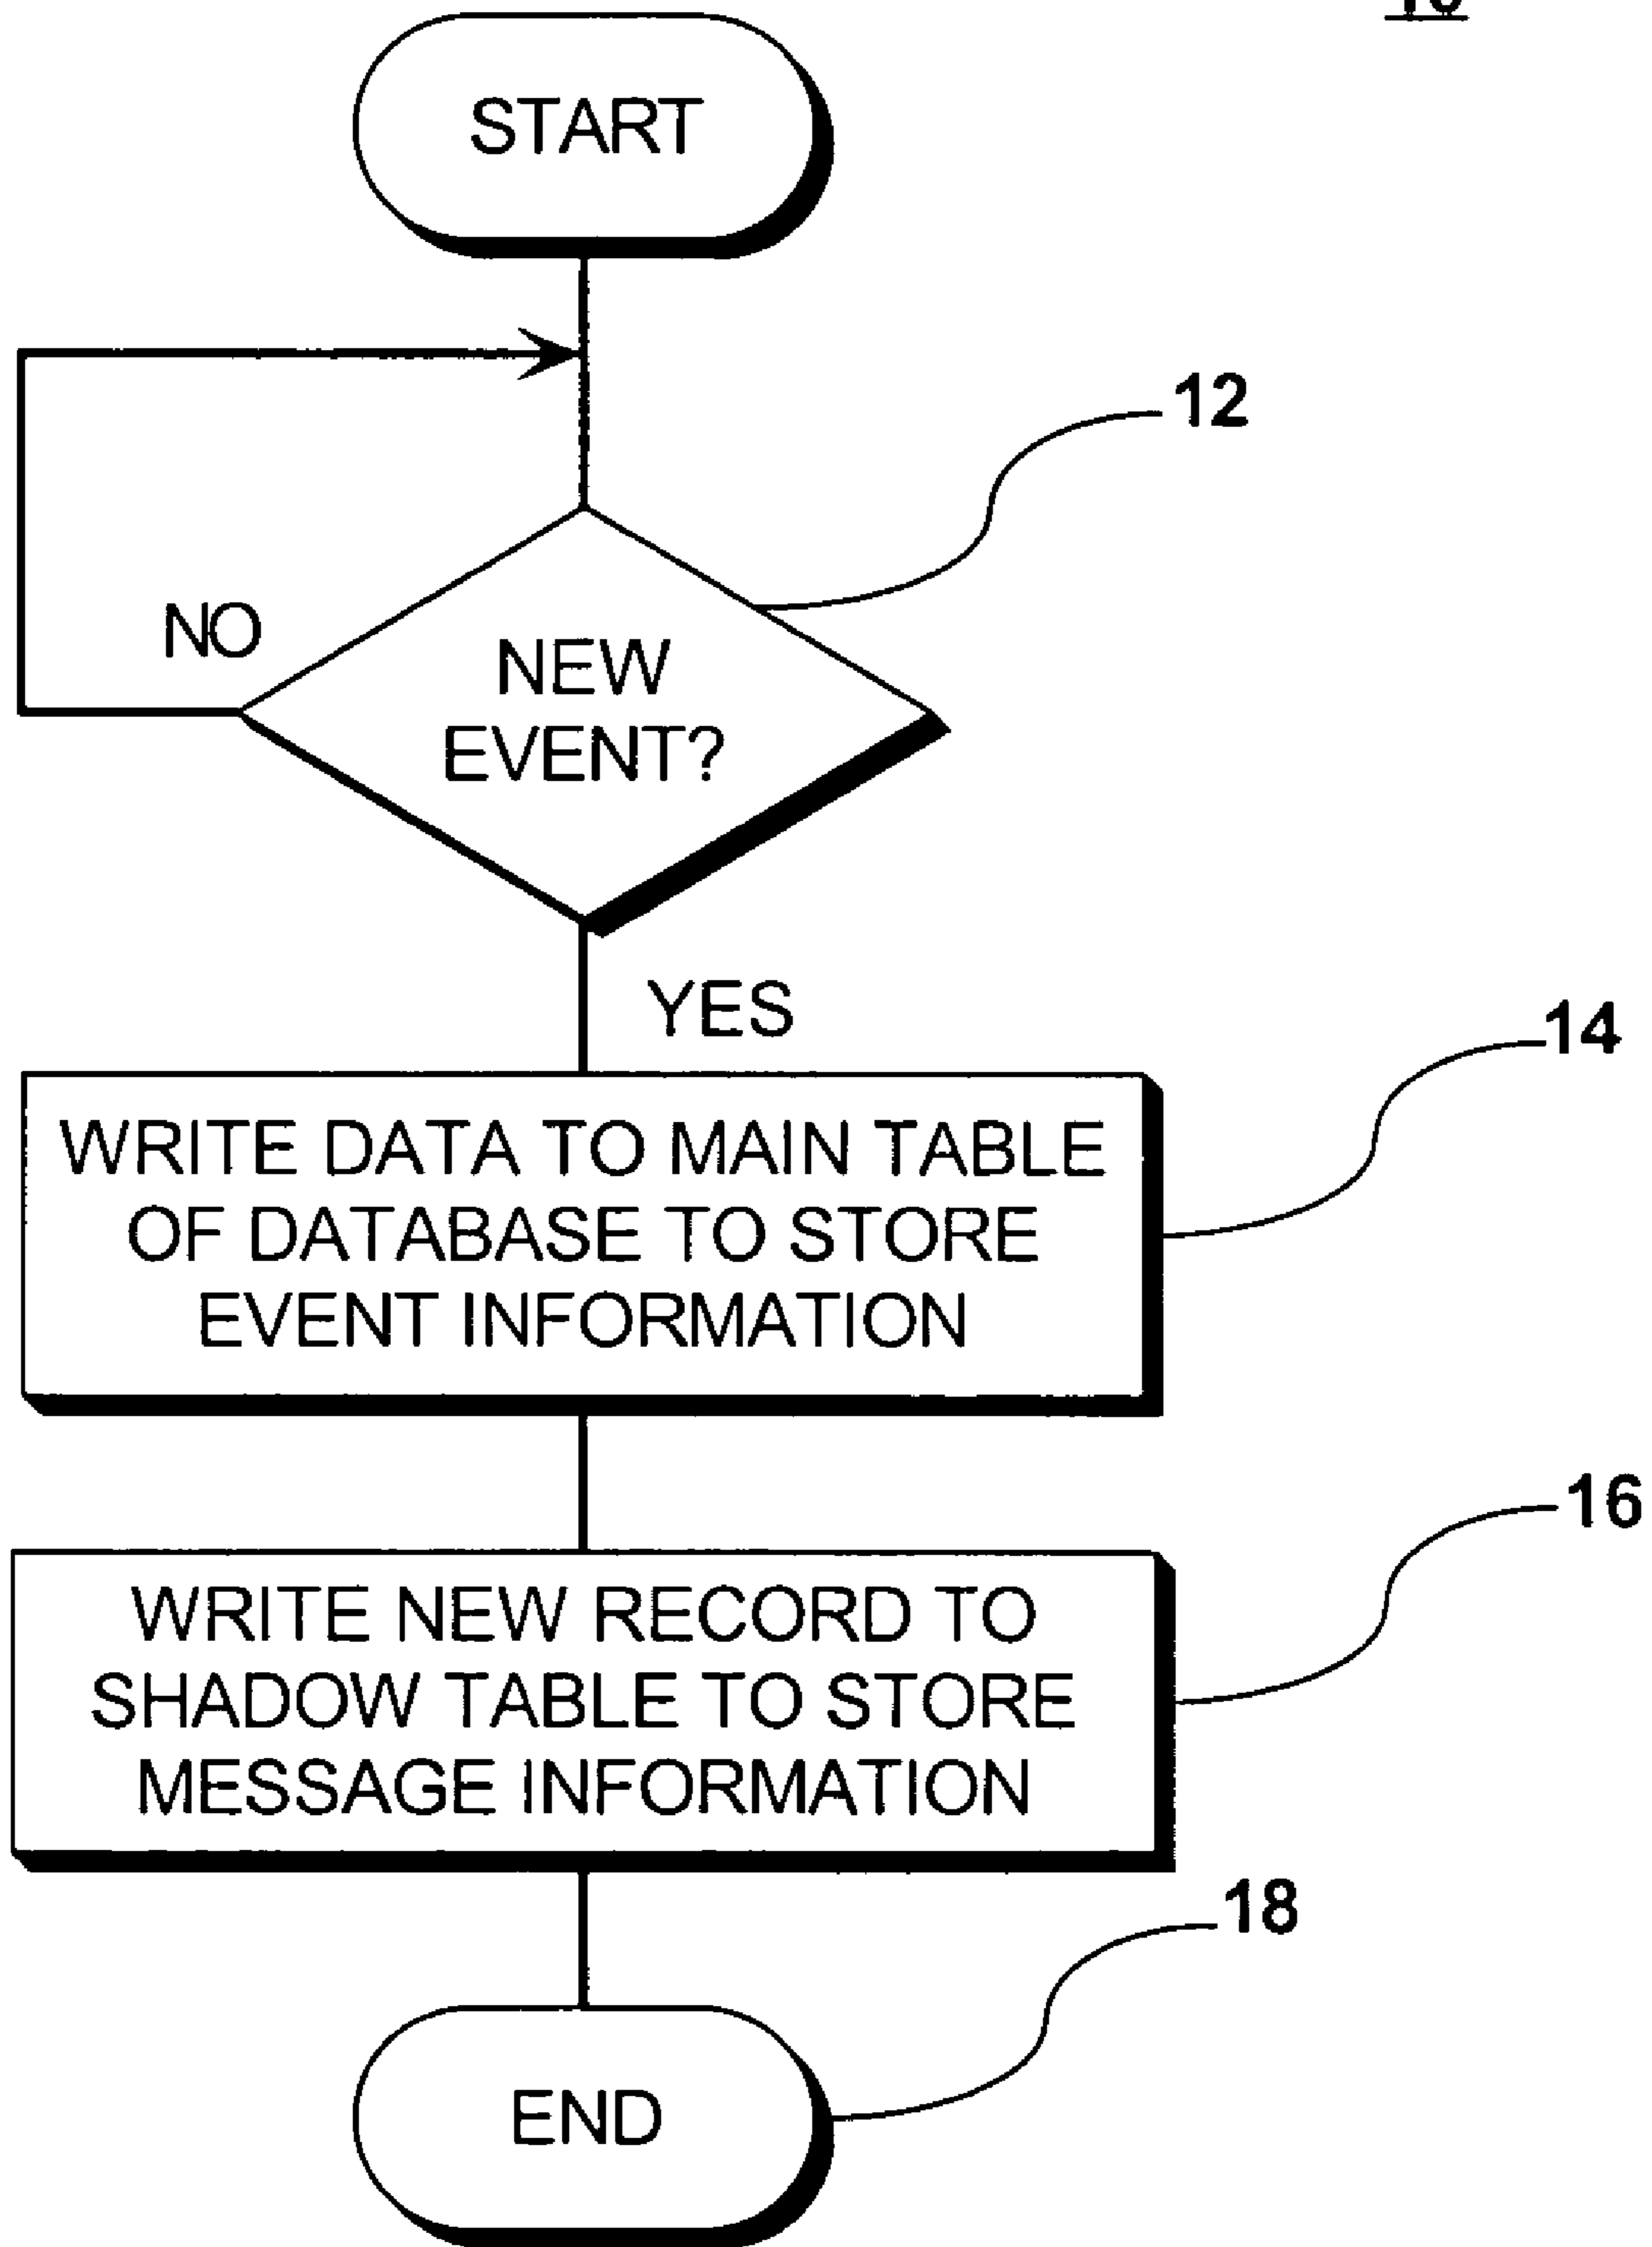 START
12
NO
NEW
EVENT?
YES
14
WRITE DATA TO MAIN TABLE
OF DATABASE TO STORE
EVENT INFORMATION
16
WRITE NEW RECORD TO
SHADOW TABLE TO STORE
MESSAGE INFORMATION
18
END